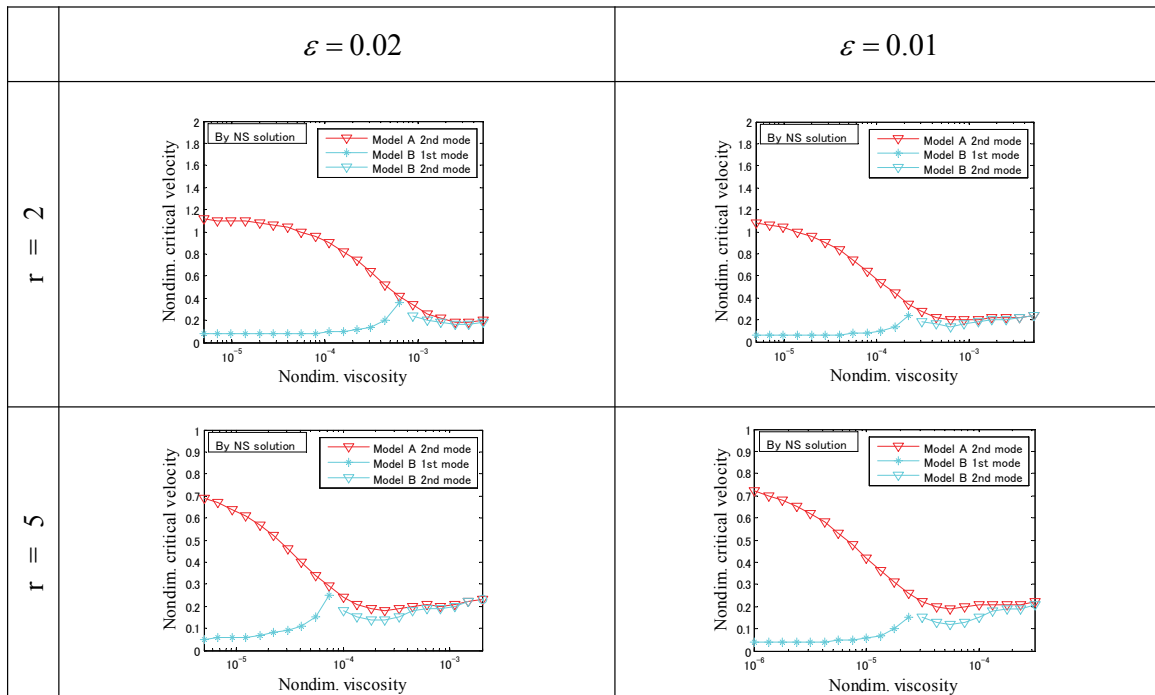 ε = 0.02
ε = 0.01
r = 2
By NS solution
Model A 2nd mode
Model B 1st mode
Model B 2nd mode
Nondim. critical velocity
2
1.8
1.6
1.4
1.2
1
0.8
0.6
0.4
0.2
0
10⁻⁵
10⁻⁴
10⁻³
Nondim. viscosity
By NS solution
Model A 2nd mode
Model B 1st mode
Model B 2nd mode
Nondim. critical velocity
2
1.8
1.6
1.4
1.2
1
0.8
0.6
0.4
0.2
0
10⁻⁵
10⁻⁴
10⁻³
Nondim. viscosity
r = 5
By NS solution
Model A 2nd mode
Model B 1st mode
Model B 2nd mode
Nondim. critical velocity
1
0.9
0.8
0.7
0.6
0.5
0.4
0.3
0.2
0.1
0
10⁻⁵
10⁻⁴
10⁻³
Nondim. viscosity
By NS solution
Model A 2nd mode
Model B 1st mode
Model B 2nd mode
Nondim. critical velocity
1
0.9
0.8
0.7
0.6
0.5
0.4
0.3
0.2
0.1
0
10⁻⁶
10⁻⁵
10⁻⁴
Nondim. viscosity